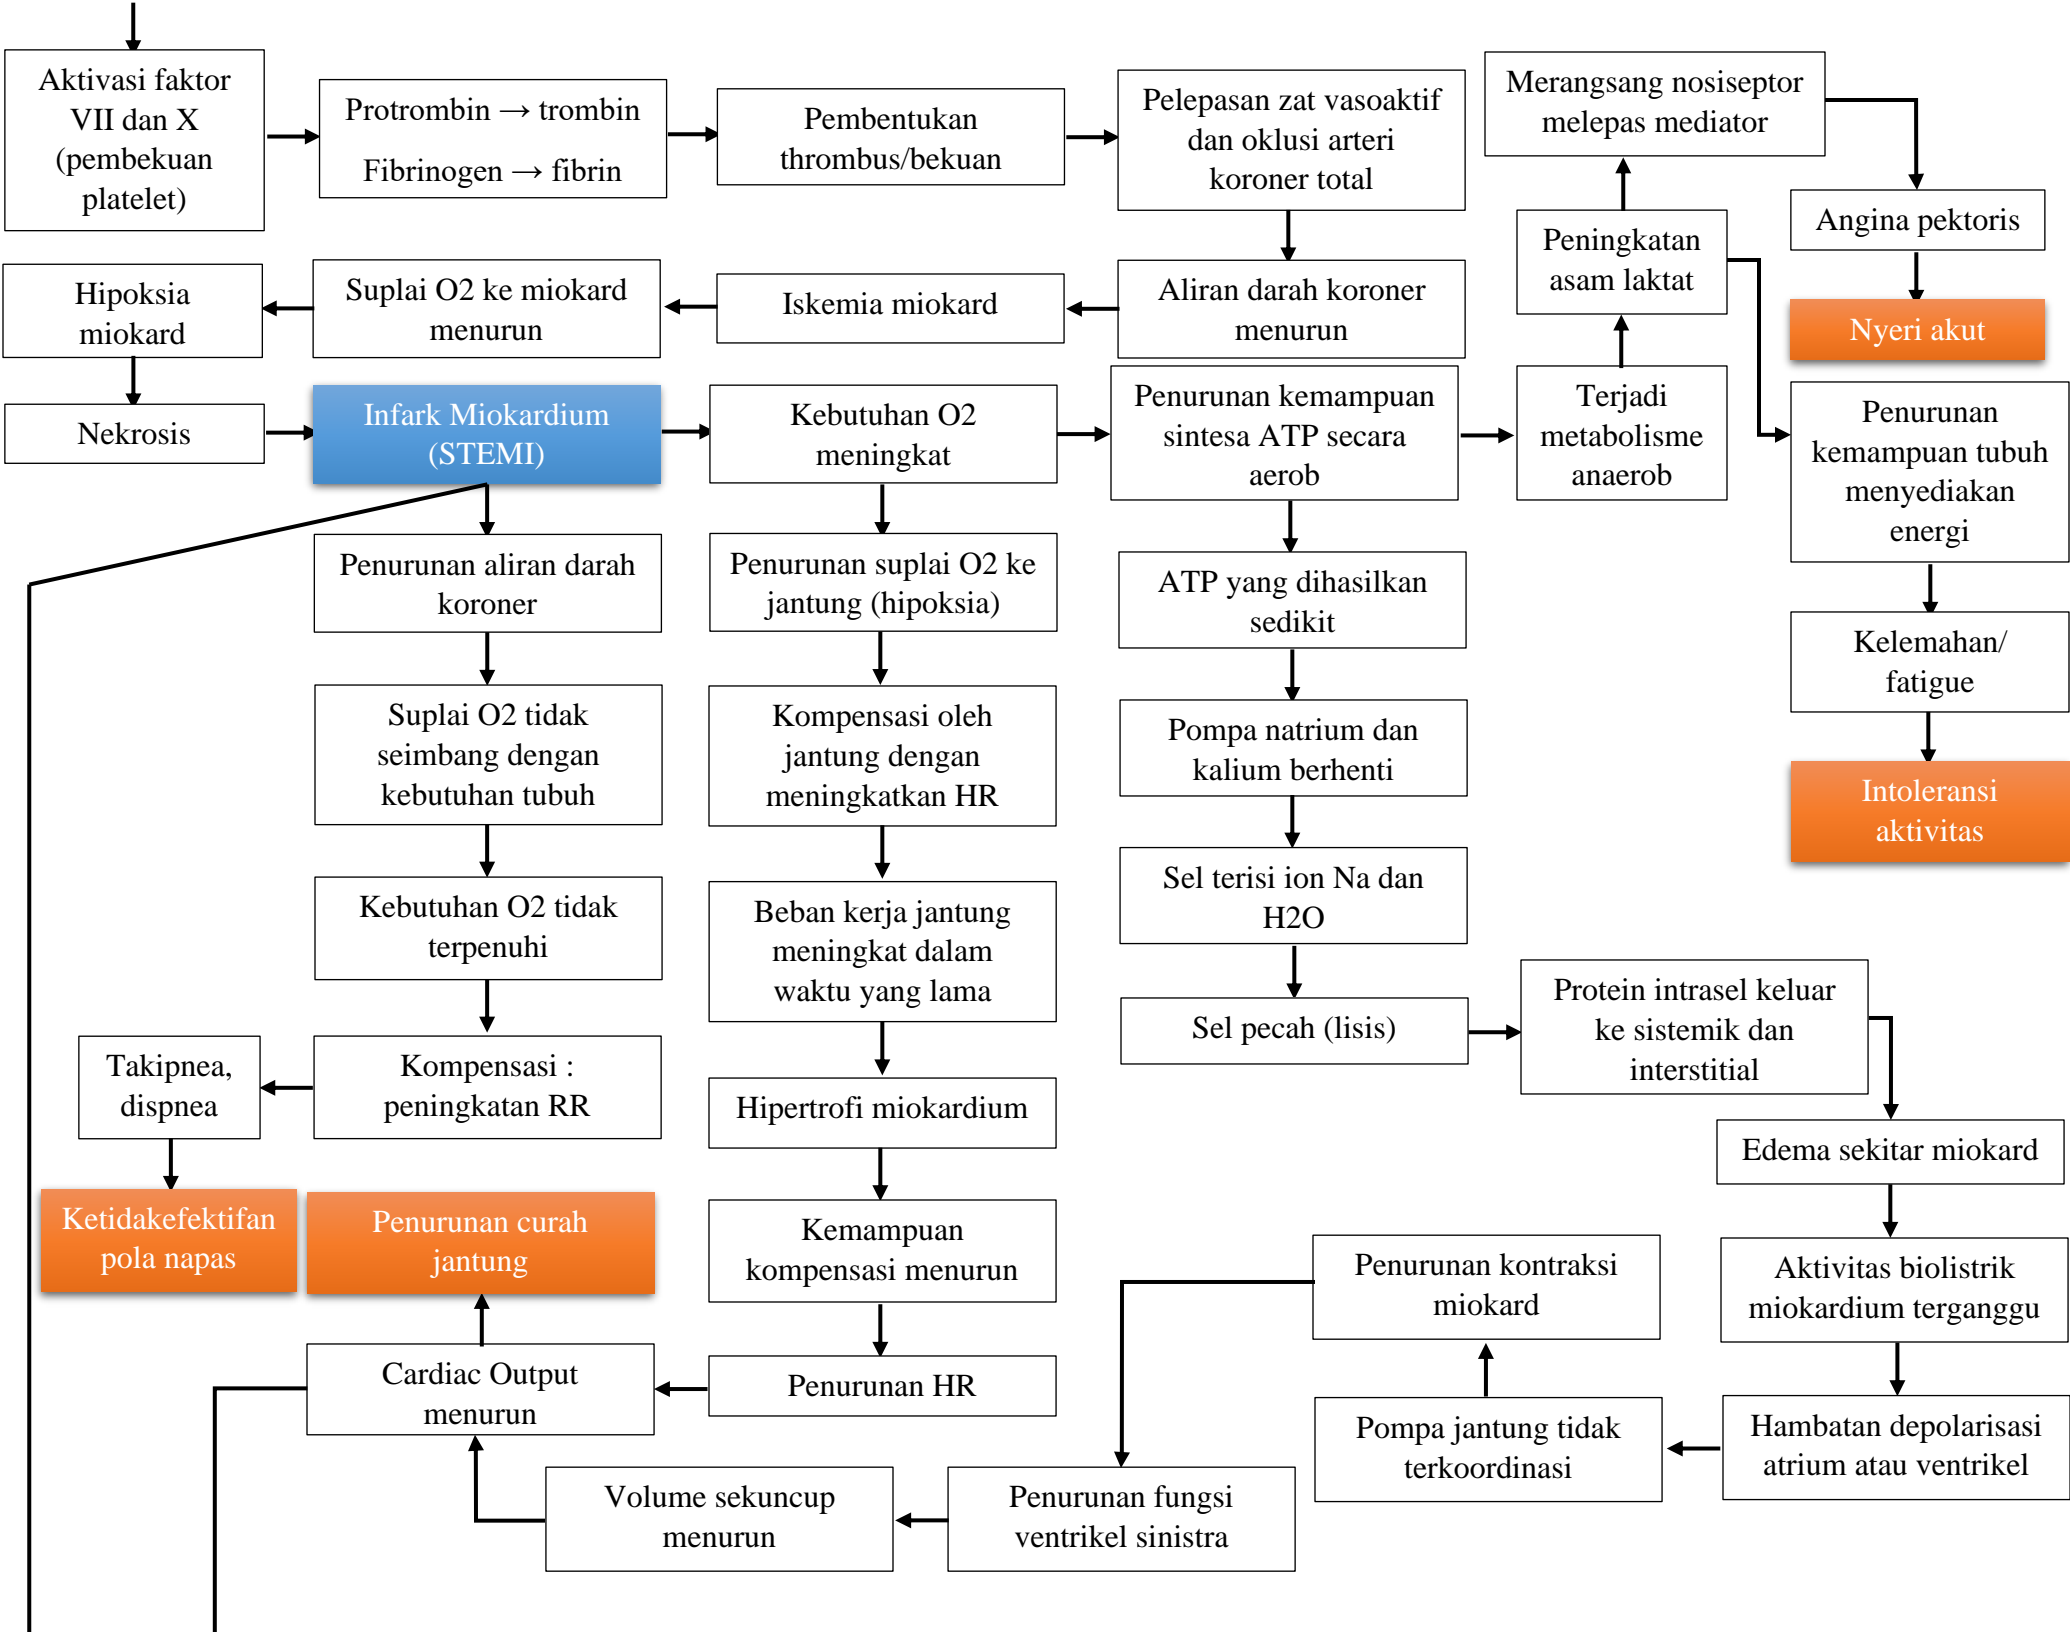 Aktivasi faktor
VII dan X
(pembekuan
platelet)
Protrombin → trombin
Fibrinogen → fibrin
Pembentukan
thrombus/bekuan
Pelepasan zat vasoaktif
dan oklusi arteri
koroner total
Merangsang nosiseptor
melepas mediator
Angina pektoris
Nyeri akut
Peningkatan
asam laktat
Hipoksia
miokard
Suplai O2 ke miokard
menurun
Iskemia miokard
Aliran darah koroner
menurun
Nekrosis
Infark Miokardium
(STEMI)
Kebutuhan O2
meningkat
Penurunan kemampuan
sintesa ATP secara
aerob
Terjadi
metabolisme
anaerob
Penurunan
kemampuan tubuh
menyediakan
energi
Penurunan aliran darah
koroner
Penurunan suplai O2 ke
jantung (hipoksia)
ATP yang dihasilkan
sedikit
Kelemahan/
fatigue
Suplai O2 tidak
seimbang dengan
kebutuhan tubuh
Kompensasi oleh
jantung dengan
meningkatkan HR
Pompa natrium dan
kalium berhenti
Intoleransi
aktivitas
Kebutuhan O2 tidak
terpenuhi
Beban kerja jantung
meningkat dalam
waktu yang lama
Sel terisi ion Na dan
H2O
Sel pecah (lisis)
Protein intrasel keluar
ke sistemik dan
interstitial
Takipnea,
dispnea
Kompensasi :
peningkatan RR
Hipertrofi miokardium
Edema sekitar miokard
Ketidakefektifan
pola napas
Penurunan curah
jantung
Kemampuan
kompensasi menurun
Penurunan kontraksi
miokard
Aktivitas biolistrik
miokardium terganggu
Cardiac Output
menurun
Penurunan HR
Pompa jantung tidak
terkoordinasi
Hambatan depolarisasi
atrium atau ventrikel
Volume sekuncup
menurun
Penurunan fungsi
ventrikel sinistra